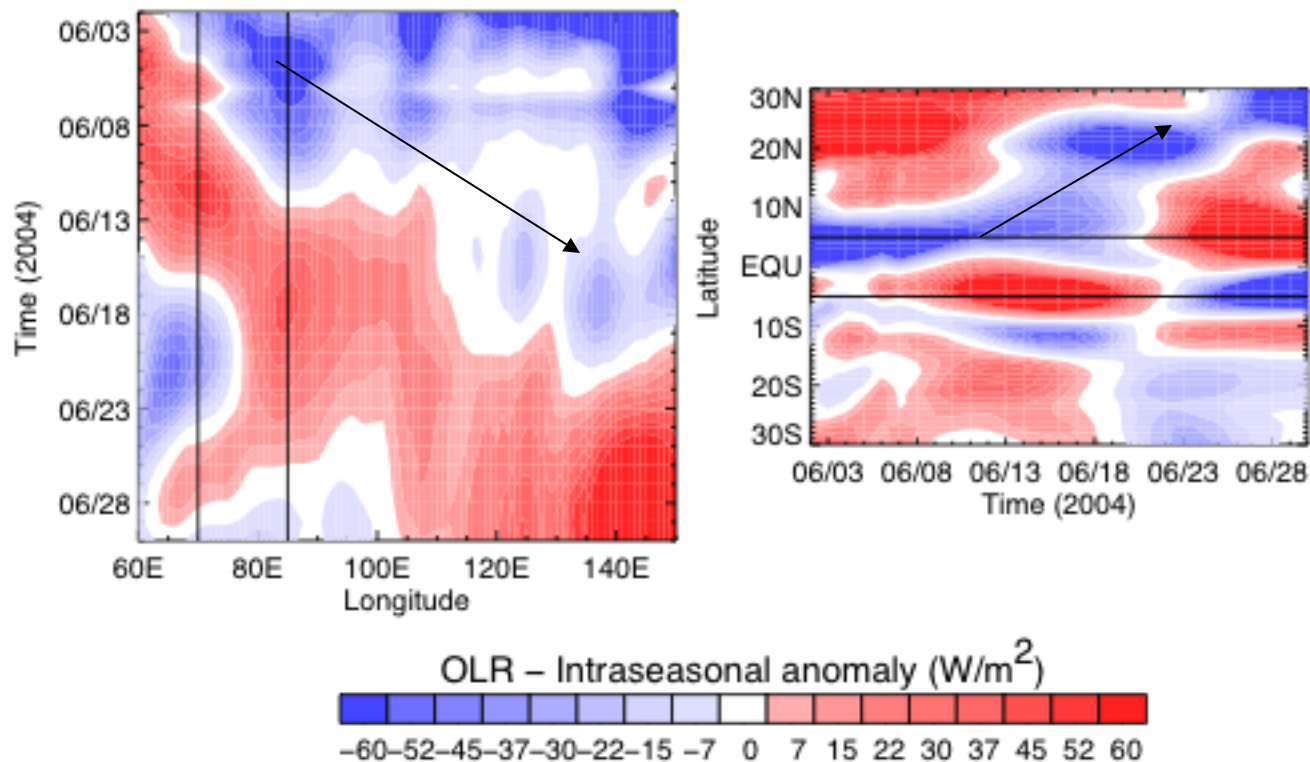 06/03
06/08
06/13
06/18
06/23
06/28
Time (2004)
60E 80E 100E 120E 140E
Longitude
30N
20N
10N
EQU
10S
20S
30S
Latitude
06/03 06/08 06/13 06/18 06/23 06/28
Time (2004)
OLR – Intraseasonal anomaly (W/m²)
–60 –52 –45 –37 –30 –22 –15 –7 0 7 15 22 30 37 45 52 60